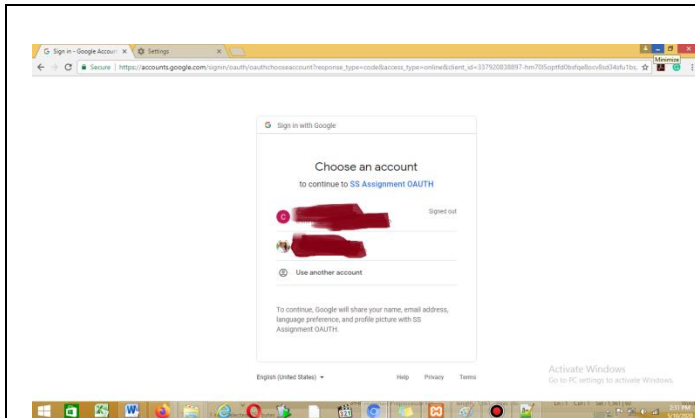 Sign in - Google Accoun
Settings
Minimize
Secure
https://accounts.google.com/signin/oauth/oauthchooseaccount?response_type=code&access_type=online&client_id=
G Sign in with Google
Choose an account
to continue to SS Assignment OAUTH
C
Signed out
Use another account
To continue, Google will share your name, email address,
language preference, and profile picture with SS
Assignment OAUTH.
English (United States)
Help
Privacy
Terms
Activate Windows
Go to PC settings to activate Windows.